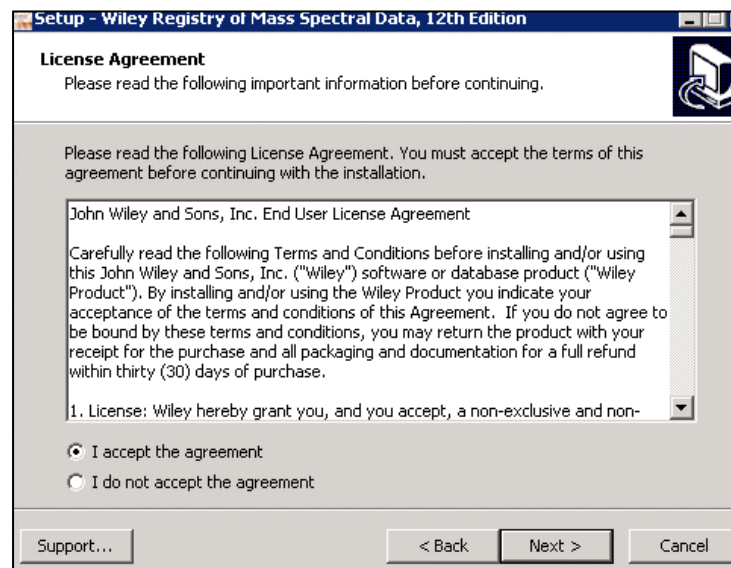 Setup - Wiley Registry of Mass Spectral Data, 12th Edition
License Agreement
Please read the following important information before continuing.
Please read the following License Agreement. You must accept the terms of this
agreement before continuing with the installation.
John Wiley and Sons, Inc. End User License Agreement
Carefully read the following Terms and Conditions before installing and/or using
this John Wiley and Sons, Inc. ("Wiley") software or database product ("Wiley
Product"). By installing and/or using the Wiley Product you indicate your
acceptance of the terms and conditions of this Agreement.  If you do not agree to
be bound by these terms and conditions, you may return the product with your
receipt for the purchase and all packaging and documentation for a full refund
within thirty (30) days of purchase.
1. License: Wiley hereby grant you, and you accept, a non-exclusive and non-
I accept the agreement
I do not accept the agreement
Support...
< Back
Next >
Cancel